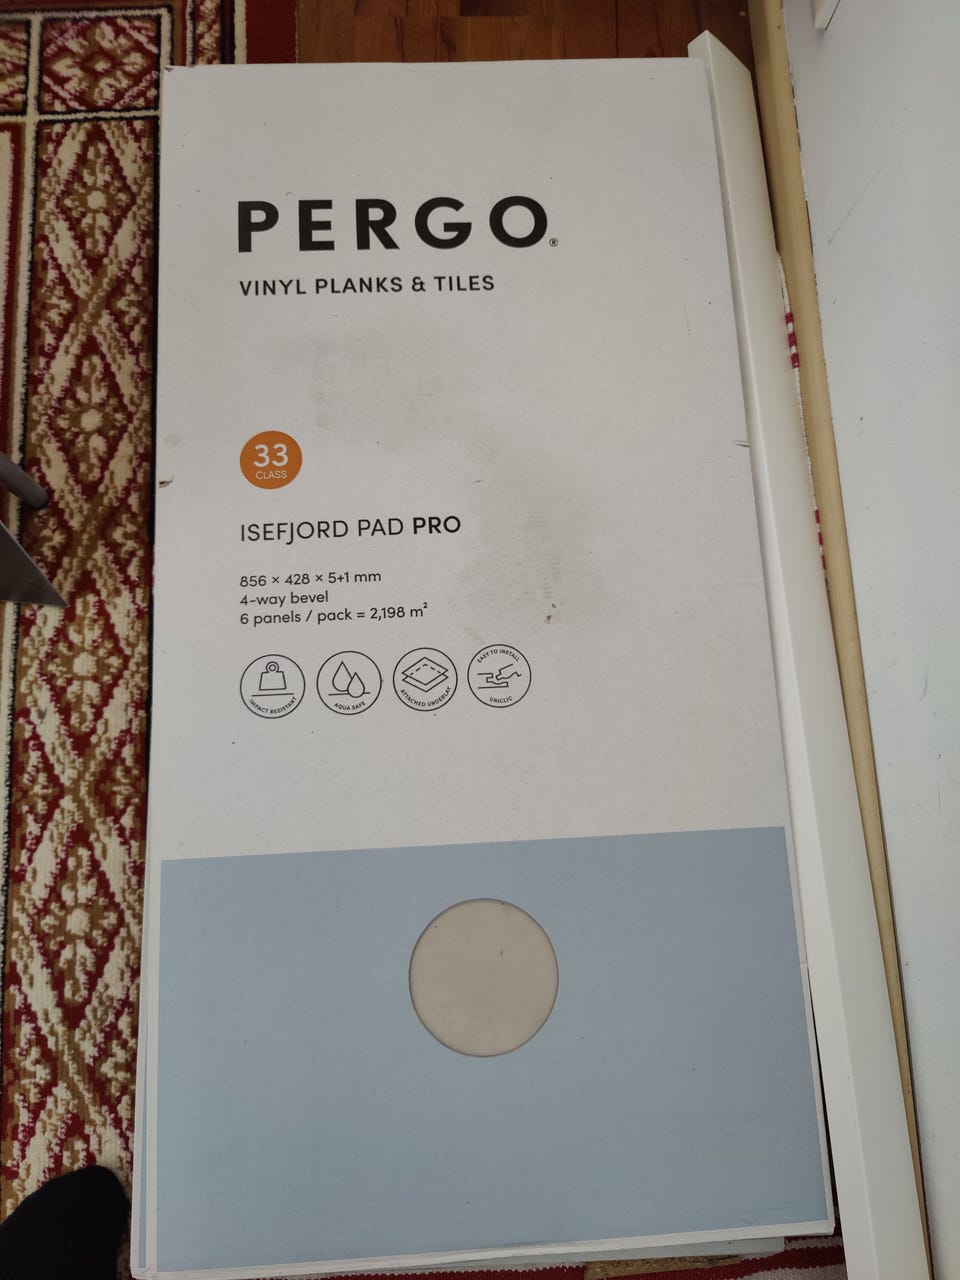 PERGO®
VINYL PLANKS & TILES
33
CLASS
ISEFJORD PAD PRO
856 × 428 × 5+1 mm
4-way bevel
6 panels / pack = 2,198 m²
IMPACT RESISTANT
AQUA SAFE
ATTACHED UNDERLAY
EASY TO INSTALL
UNICLIC